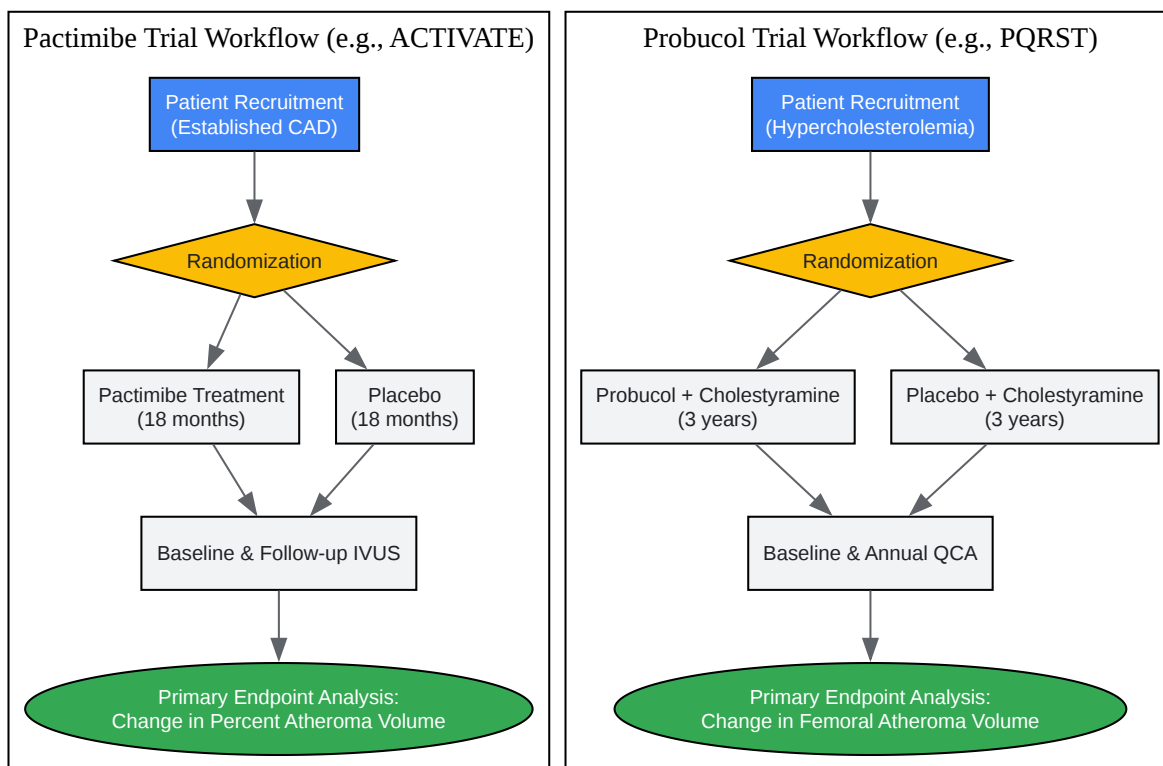 Pactimibe Trial Workflow (e.g., ACTIVATE)
Patient Recruitment
(Established CAD)
Randomization
Pactimibe Treatment
(18 months)
Placebo
(18 months)
Baseline & Follow-up IVUS
Primary Endpoint Analysis:
Change in Percent Atheroma Volume
Probucol Trial Workflow (e.g., PQRST)
Patient Recruitment
(Hypercholesterolemia)
Randomization
Probucol + Cholestyramine
(3 years)
Placebo + Cholestyramine
(3 years)
Baseline & Annual QCA
Primary Endpoint Analysis:
Change in Femoral Atheroma Volume